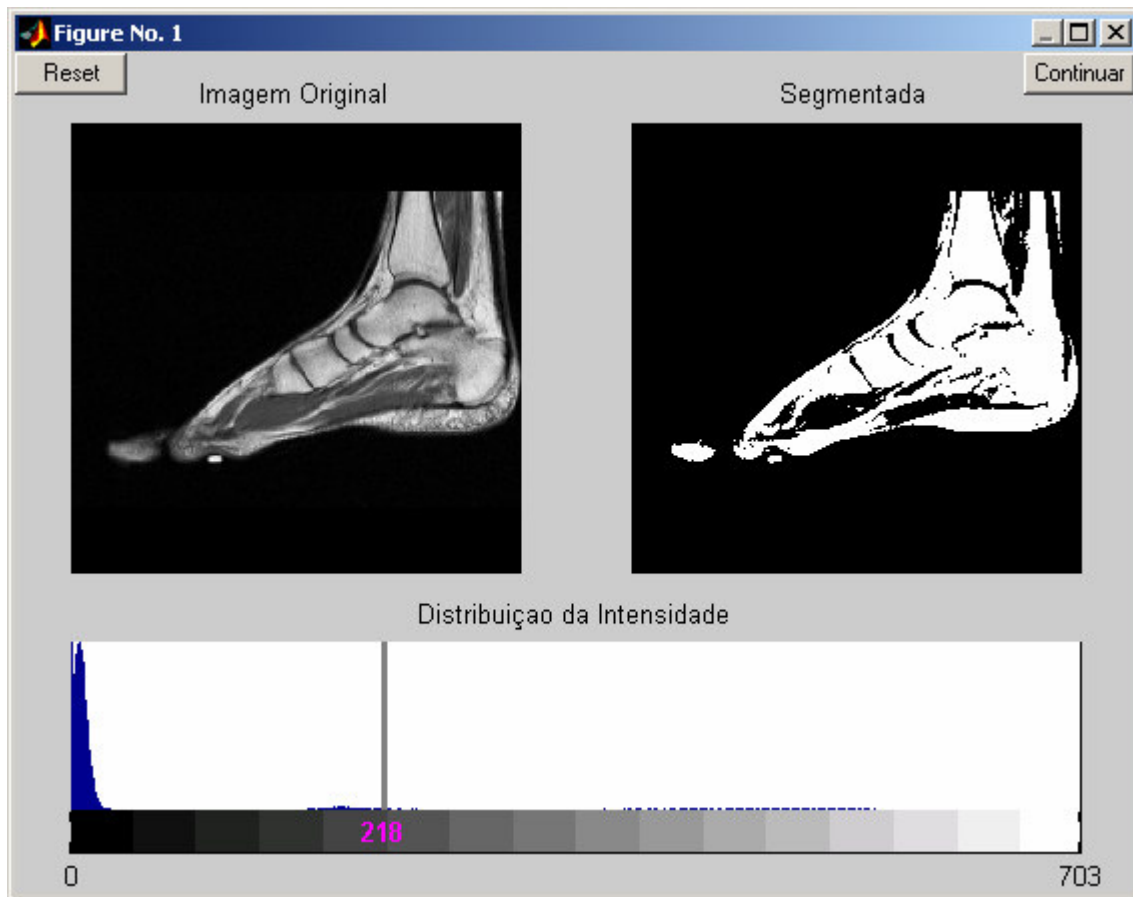 Figure No. 1
Reset
Continuar
Imagem Original
Segmentada
Distribuiçao da Intensidade
218
0
703